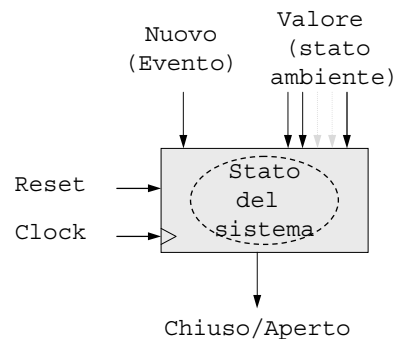 Nuovo
(Evento)
Valore
(stato
ambiente)
Reset
Clock
Stato
del
sistema
Chiuso/Aperto